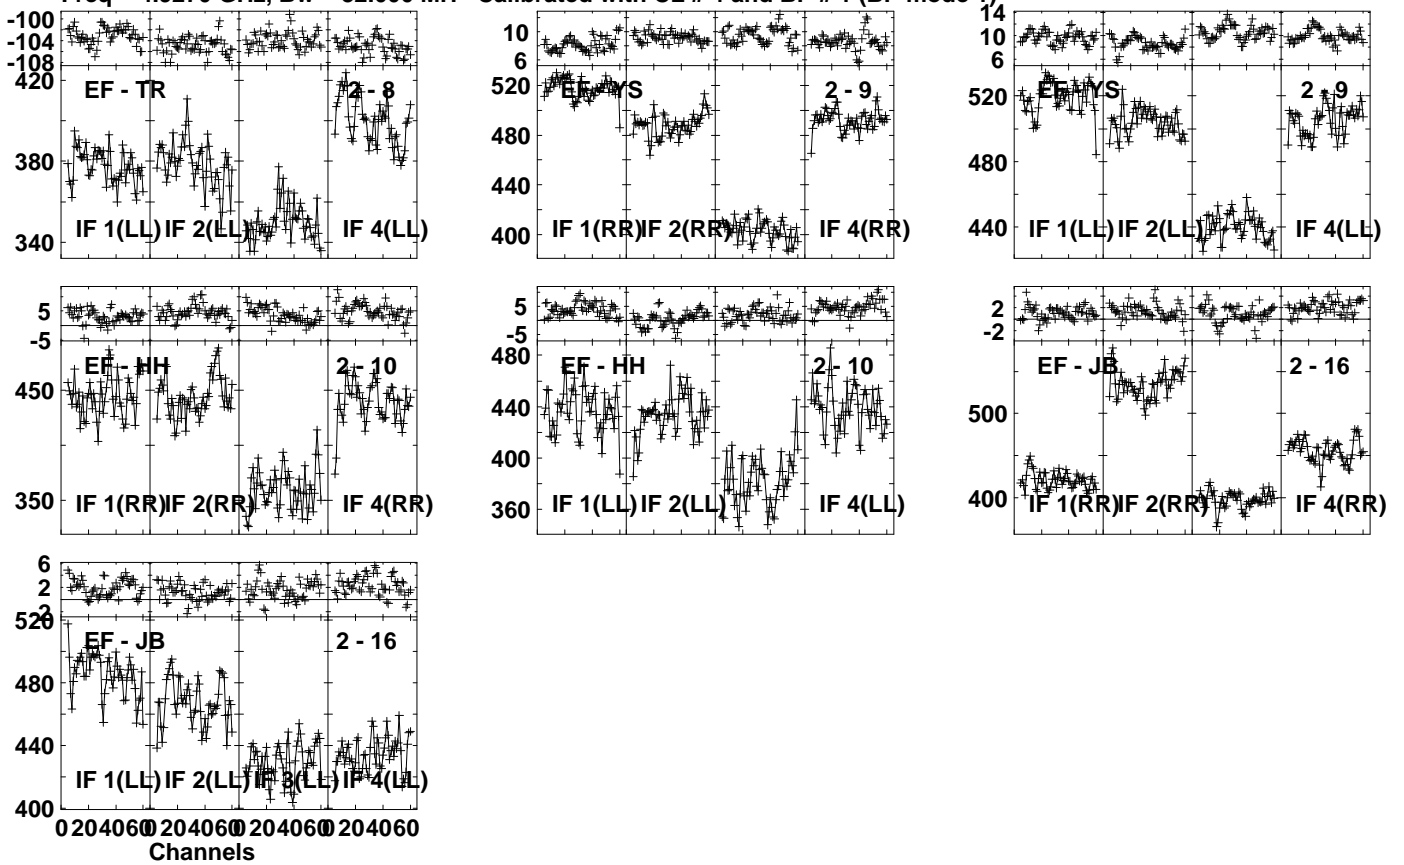 -100
-104
-108
420
380
340
EF - TR
2 - 8
IF 1(LL)
IF 2(LL)
IF 4(LL)
10
6
520
480
440
400
EF - YS
2 - 9
IF 1(RR)
IF 2(RR)
IF 4(RR)
14
10
6
520
480
440
EF - YS
2 - 9
IF 1(LL)
IF 2(LL)
IF 4(LL)
5
-5
450
350
EF - HH
2 - 10
IF 1(RR)
IF 2(RR)
IF 4(RR)
5
-5
480
440
400
360
EF - HH
2 - 10
IF 1(LL)
IF 2(LL)
IF 4(LL)
2
-2
500
400
EF - JB
2 - 16
IF 1(RR)
IF 2(RR)
IF 4(RR)
6
2
520
480
440
400
EF - JB
2 - 16
IF 1(LL)
IF 2(LL)
IF 3(LL)
IF 4(LL)
0 20 40 60 0 20 40 60 0 20 40 60 0 20 40 60
Channels